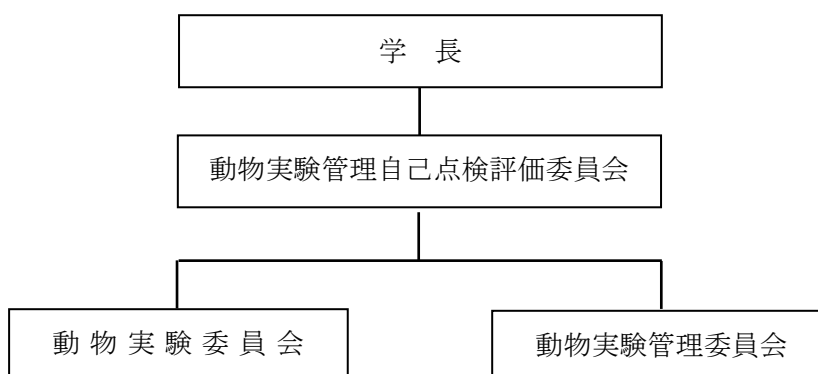 学 長
動物実験管理自己点検評価委員会
動 物 実 験 委 員 会
動物実験管理委員会